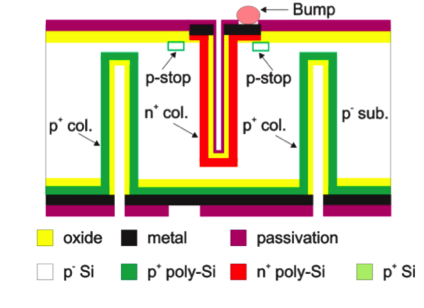 Bump
p-stop
p-stop
n⁺ col.
p⁺ col.
p⁺ col.
p⁻ sub.
oxide
metal
passivation
p⁻ Si
p⁺ poly-Si
n⁺ poly-Si
p⁺ Si